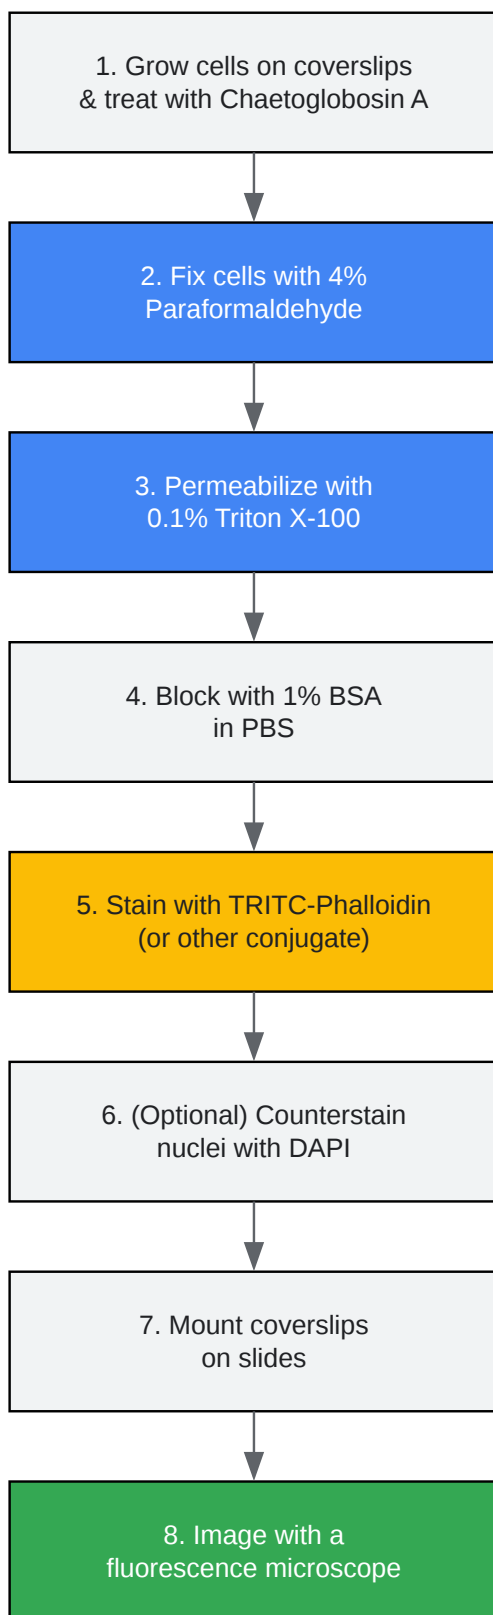 1. Grow cells on coverslips
& treat with Chaetoglobosin A
2. Fix cells with 4%
Paraformaldehyde
3. Permeabilize with
0.1% Triton X-100
4. Block with 1% BSA
in PBS
5. Stain with TRITC-Phalloidin
(or other conjugate)
6. (Optional) Counterstain
nuclei with DAPI
7. Mount coverslips
on slides
8. Image with a
fluorescence microscope